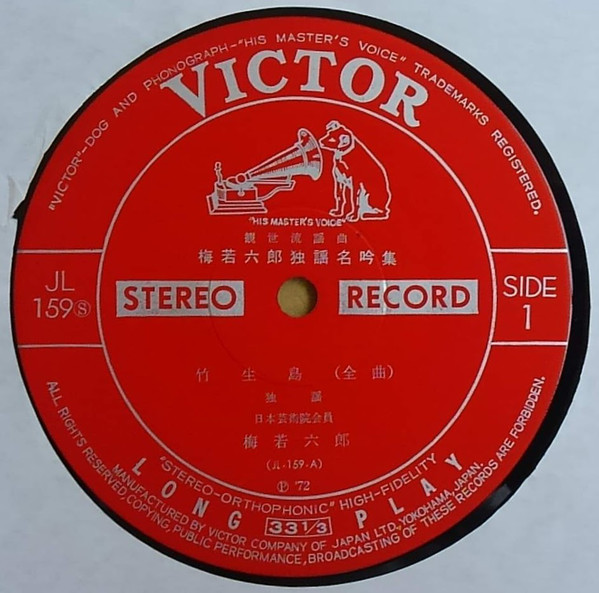 "VICTOR"-DOG AND PHONOGRAPH-"HIS MASTER'S VOICE" TRADEMARKS REGISTERED.
VICTOR
"HIS MASTER'S VOICE"
観世流謡曲
梅若六郎独謡名吟集
JL
159Ⓢ
STEREO
RECORD
SIDE
1
竹生島 (全曲)
独謡
日本芸術院会員
梅若六郎
(JL-159-A)
Ⓟ '72
"STEREO-ORTHOPHONIC" HIGH-FIDELITY
LONG 33 1/3 PLAY
MANUFACTURED BY VICTOR COMPANY OF JAPAN LTD., YOKOHAMA, JAPAN.
ALL RIGHTS RESERVED, COPYING, PUBLIC PERFORMANCE, BROADCASTING OF THESE RECORDS ARE FORBIDDEN.